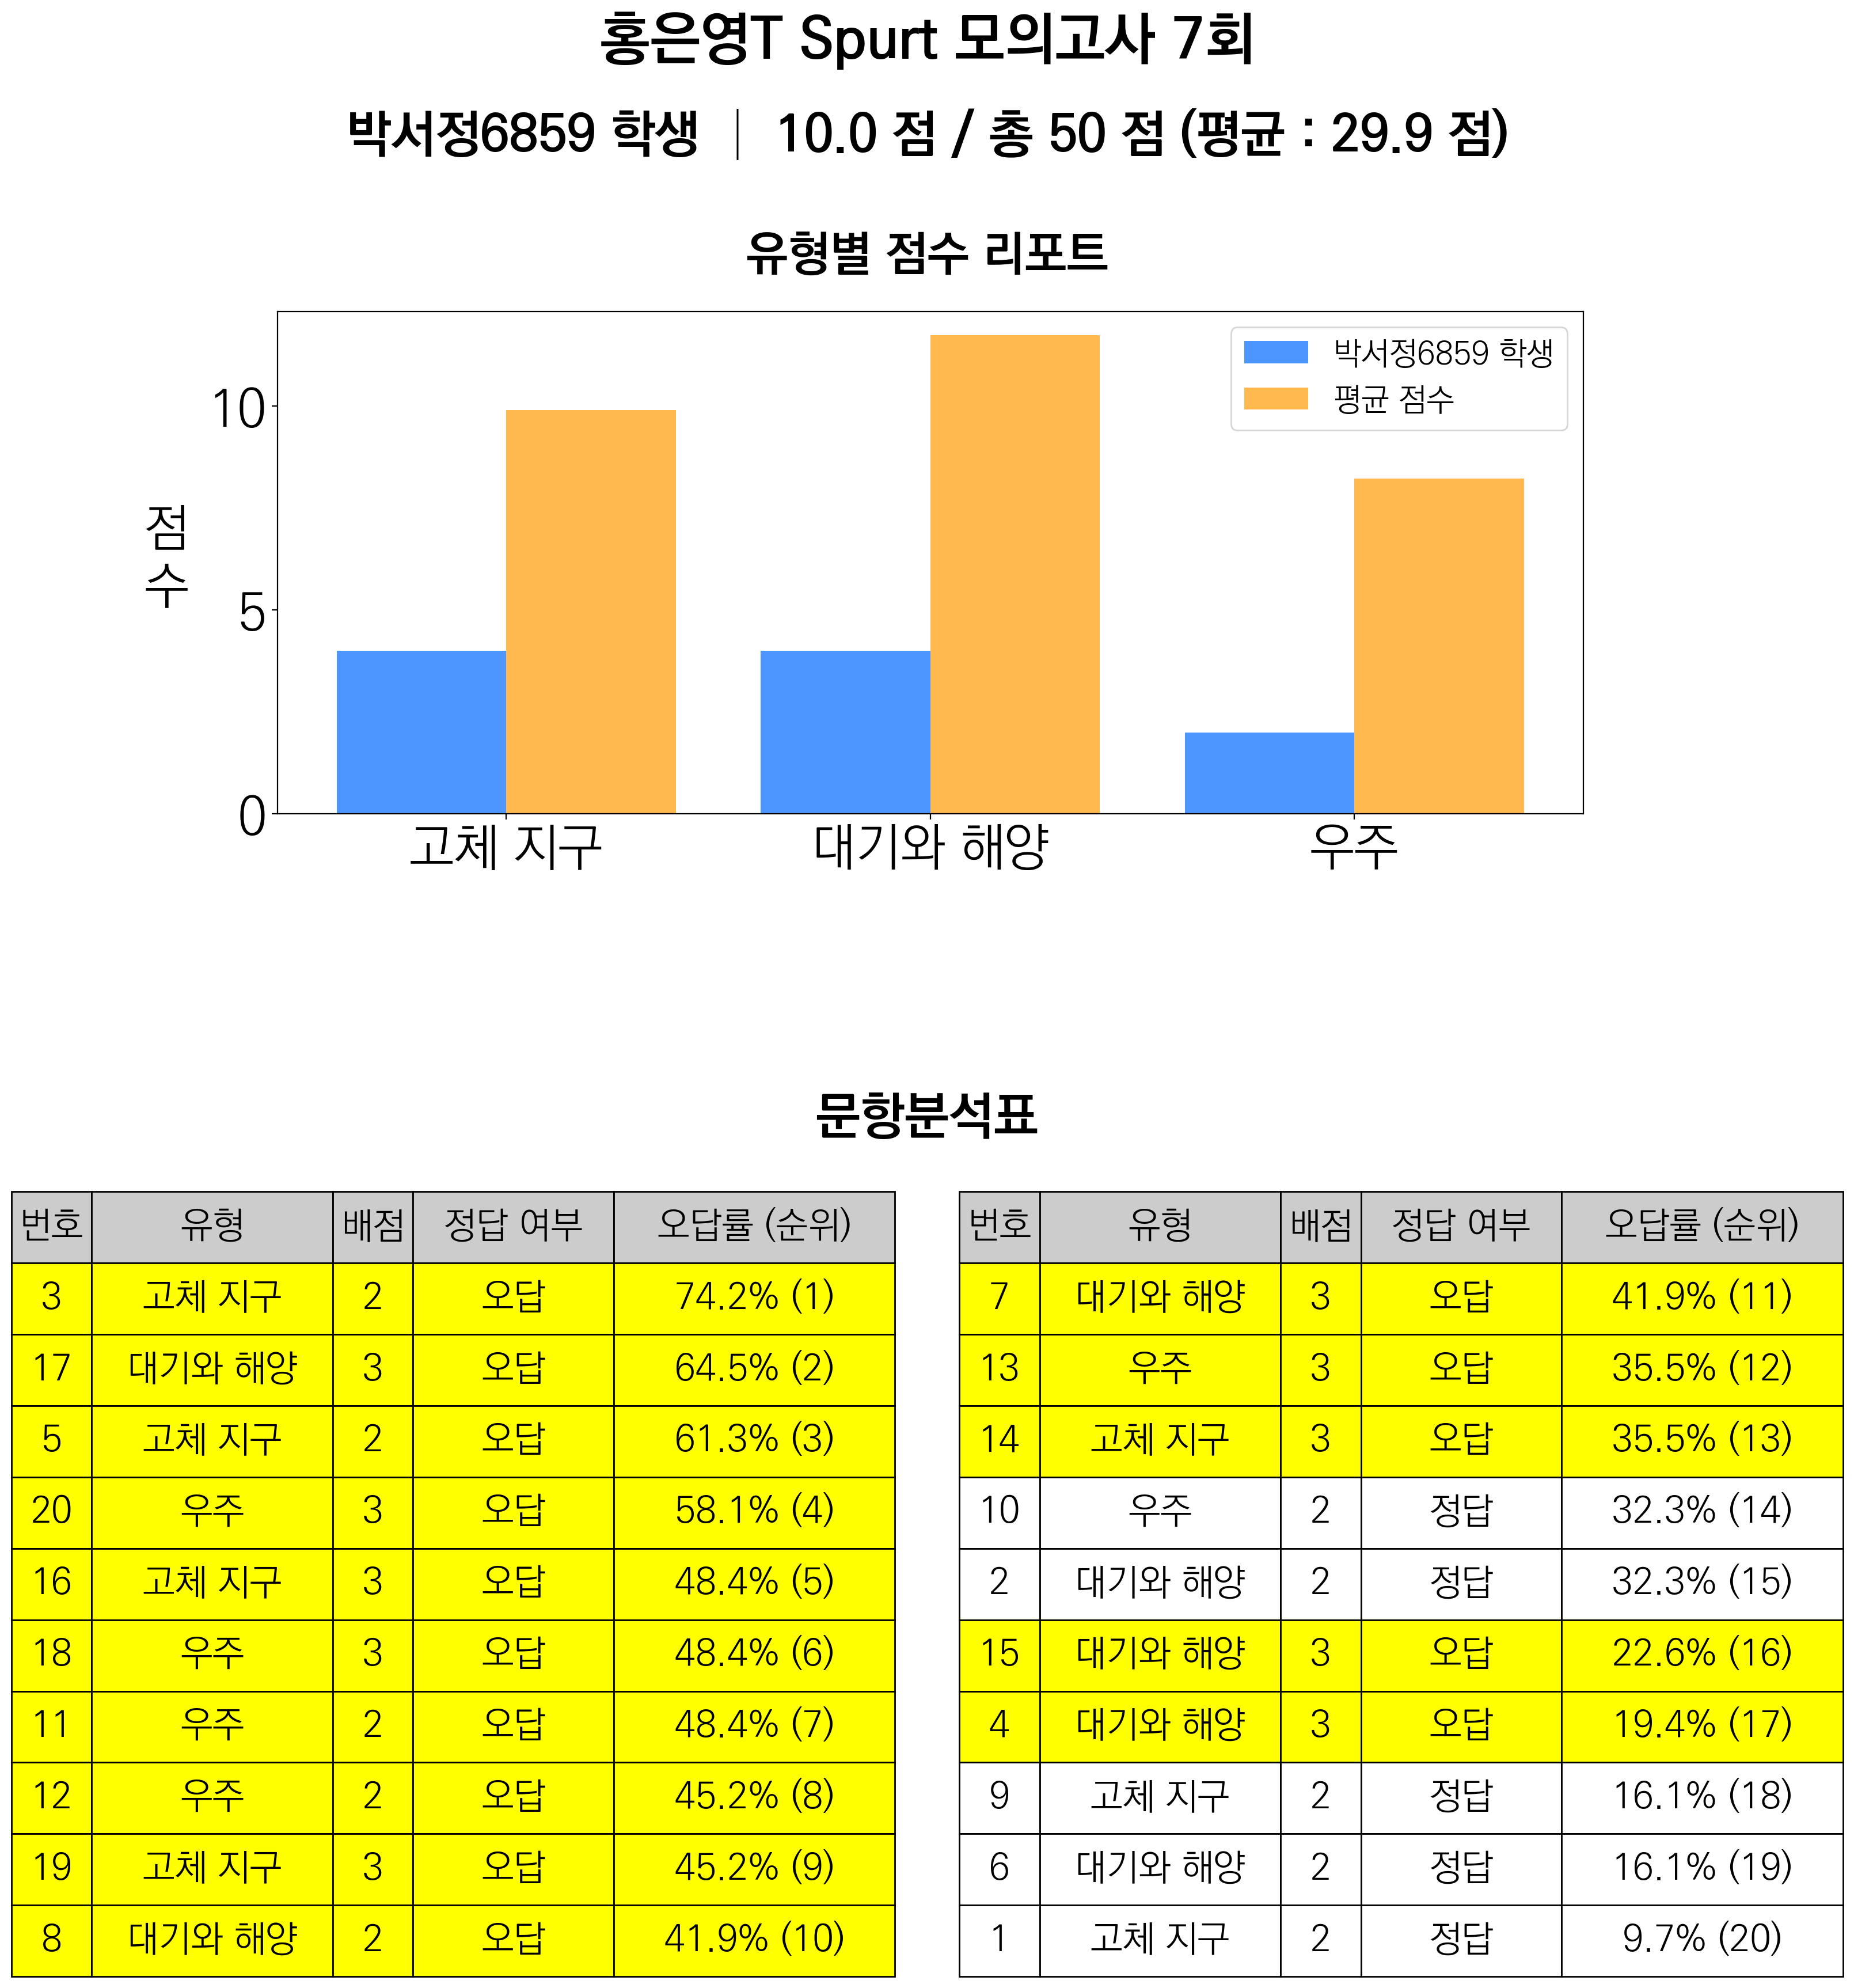 홍은영T Spurt 모의고사 7회
박서정6859 학생 │ 10.0 점 / 총 50 점 (평균 : 29.9 점)
유형별 점수 리포트
박서정6859 학생
평균 점수
10
5
0
점
수
고체 지구 대기와 해양 우주
문항분석표
번호 유형 배점 정답 여부 오답률 (순위)
3 고체 지구 2 오답 74.2% (1)
17 대기와 해양 3 오답 64.5% (2)
5 고체 지구 2 오답 61.3% (3)
20 우주 3 오답 58.1% (4)
16 고체 지구 3 오답 48.4% (5)
18 우주 3 오답 48.4% (6)
11 우주 2 오답 48.4% (7)
12 우주 2 오답 45.2% (8)
19 고체 지구 3 오답 45.2% (9)
8 대기와 해양 2 오답 41.9% (10)
번호 유형 배점 정답 여부 오답률 (순위)
7 대기와 해양 3 오답 41.9% (11)
13 우주 3 오답 35.5% (12)
14 고체 지구 3 오답 35.5% (13)
10 우주 2 정답 32.3% (14)
2 대기와 해양 2 정답 32.3% (15)
15 대기와 해양 3 오답 22.6% (16)
4 대기와 해양 3 오답 19.4% (17)
9 고체 지구 2 정답 16.1% (18)
6 대기와 해양 2 정답 16.1% (19)
1 고체 지구 2 정답 9.7% (20)